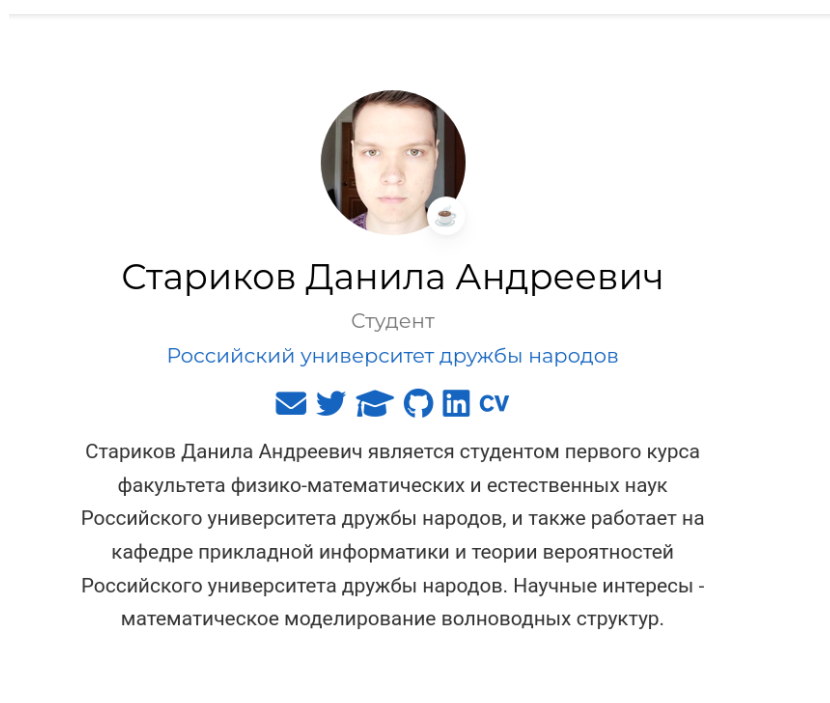 Стариков Данила Андреевич
Студент
Российский университет дружбы народов
CV
Стариков Данила Андреевич является студентом первого курса
факультета физико-математических и естественных наук
Российского университета дружбы народов, и также работает на
кафедре прикладной информатики и теории вероятностей
Российского университета дружбы народов. Научные интересы -
математическое моделирование волноводных структур.